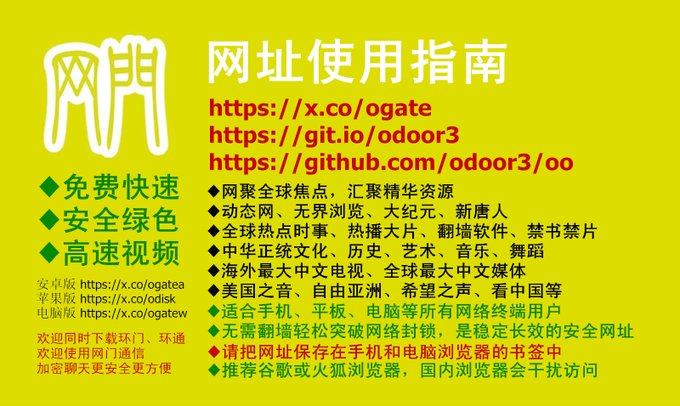 网门
网址使用指南
https://x.co/ogate
https://git.io/odoor3
https://github.com/odoor3/oo
◆免费快速
◆安全绿色
◆高速视频
安卓版 https://x.co/ogatea
苹果版 https://x.co/odisk
电脑版 https://x.co/ogatew
欢迎同时下载环门、环通
欢迎使用网门通信
加密聊天更安全更方便
◆网聚全球焦点，汇聚精华资源
◆动态网、无界浏览、大纪元、新唐人
◆全球热点时事、热播大片、翻墙软件、禁书禁片
◆中华正统文化、历史、艺术、音乐、舞蹈
◆海外最大中文电视、全球最大中文媒体
◆美国之音、自由亚洲、希望之声、看中国等
◆适合手机、平板、电脑等所有网络终端用户
◆无需翻墙轻松突破网络封锁，是稳定长效的安全网址
◆请把网址保存在手机和电脑浏览器的书签中
◆推荐谷歌或火狐浏览器，国内浏览器会干扰访问